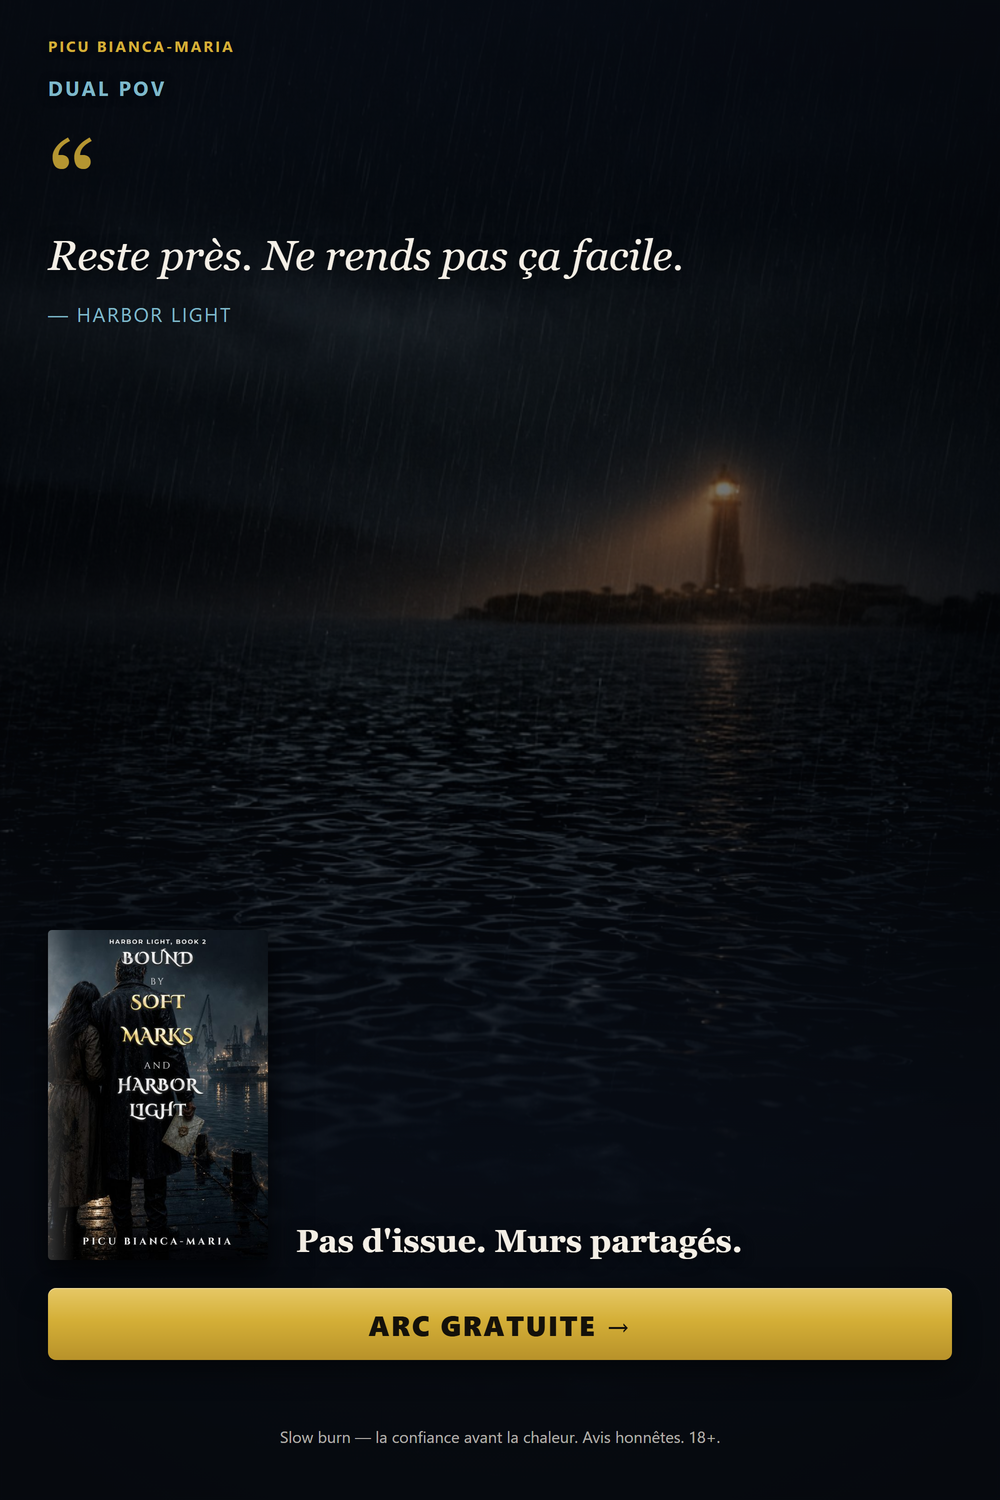 PICU BIANCA-MARIA
DUAL POV
“
Reste près. Ne rends pas ça facile.
— HARBOR LIGHT
HARBOR LIGHT, BOOK 2
BOUND
BY
SOFT
MARKS
AND
HARBOR
LIGHT
PICU BIANCA-MARIA
Pas d'issue. Murs partagés.
ARC GRATUITE →
Slow burn — la confiance avant la chaleur. Avis honnêtes. 18+.